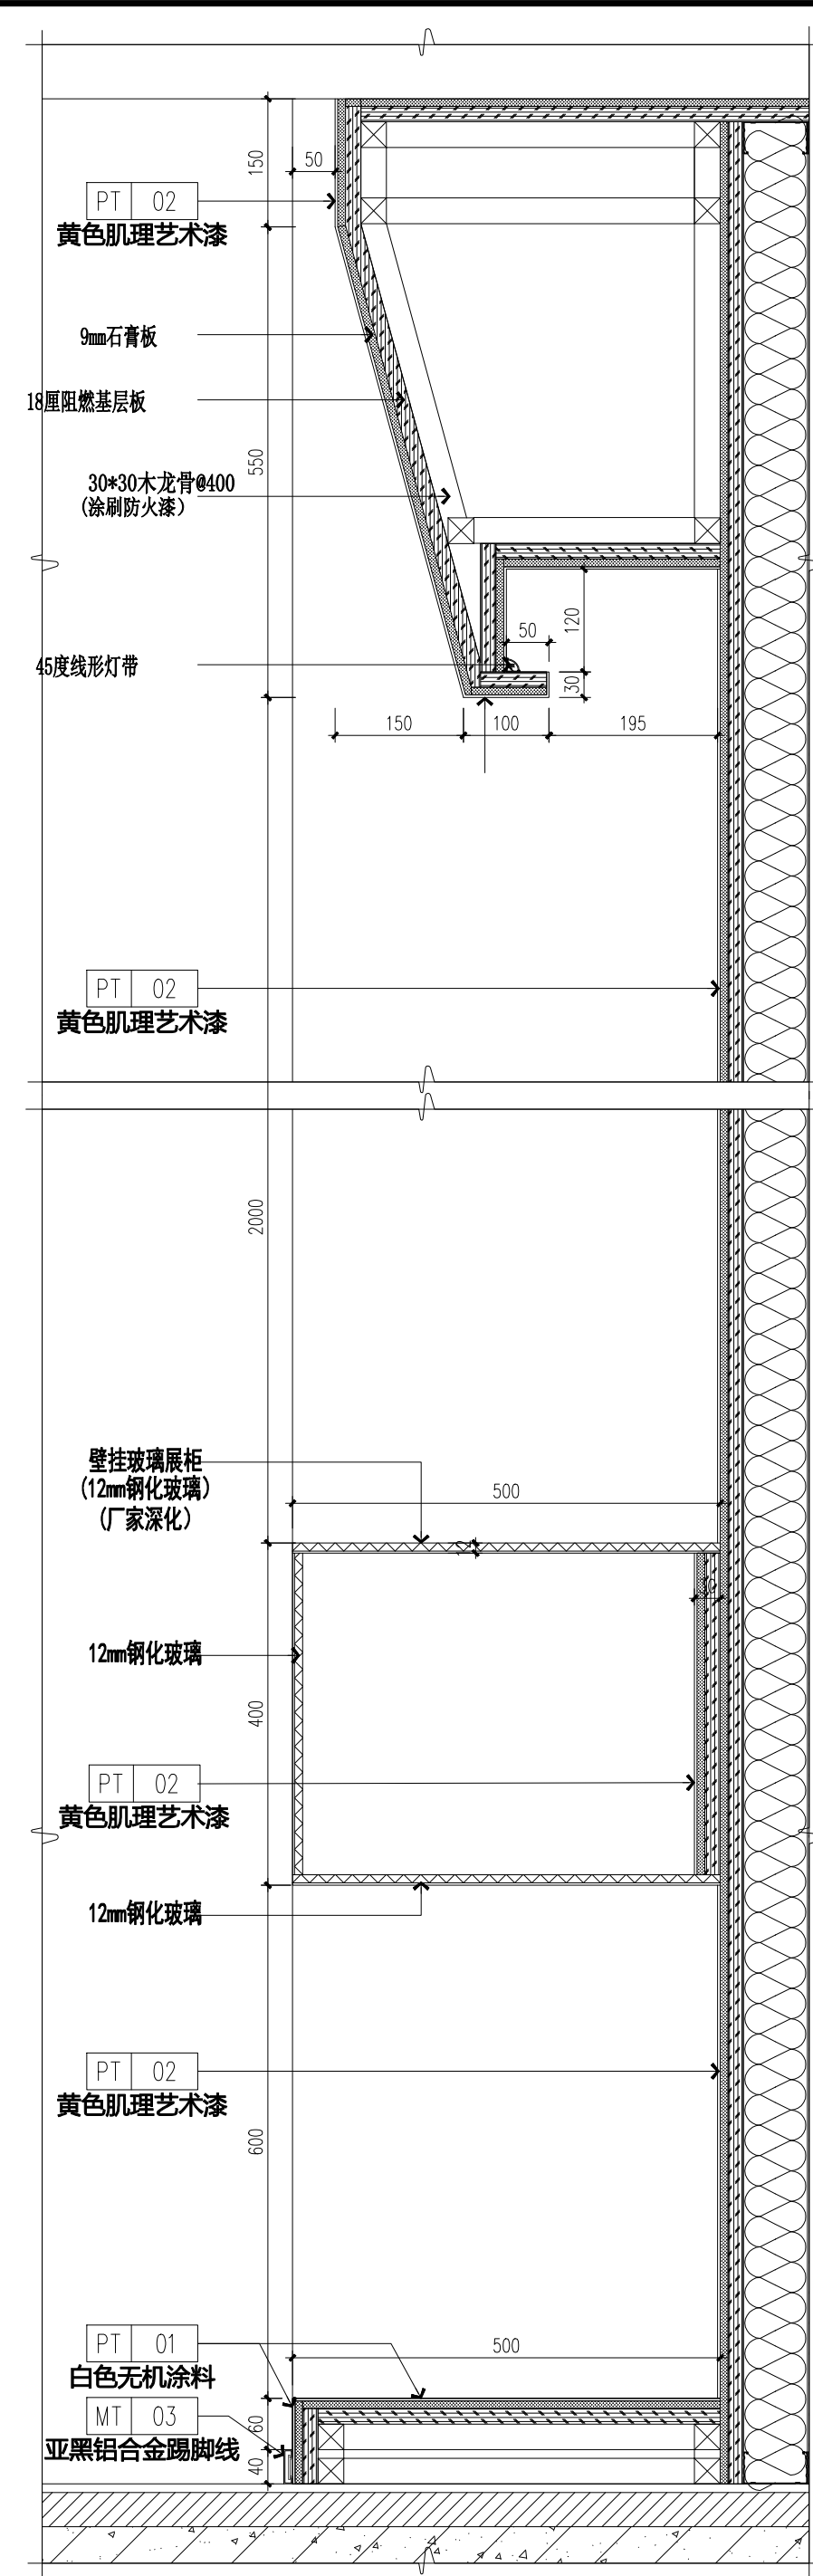 150
50
PT 02
黄色肌理艺术漆
9mm石膏板
18厘阻燃基层板
550
30*30木龙骨@400
(涂刷防火漆)
120
50
45度线形灯带
30
150 100 195
PT 02
黄色肌理艺术漆
2000
壁挂玻璃展柜
(12mm钢化玻璃)
(厂家深化)
500
12
30
12mm钢化玻璃
400
PT 02
黄色肌理艺术漆
12mm钢化玻璃
PT 02
黄色肌理艺术漆
600
PT 01
500
白色无机涂料
MT 03
60
亚黑铝合金踢脚线
40